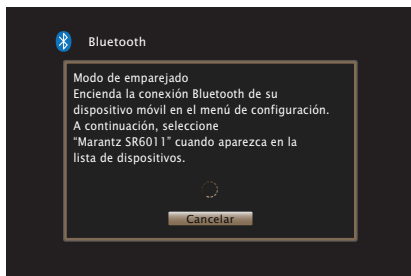 Bluetooth
Modo de emparejado
Encienda la conexión Bluetooth de su
dispositivo móvil en el menú de configuración.
A continuación, seleccione
“Marantz SR6011” cuando aparezca en la
lista de dispositivos.
Cancelar